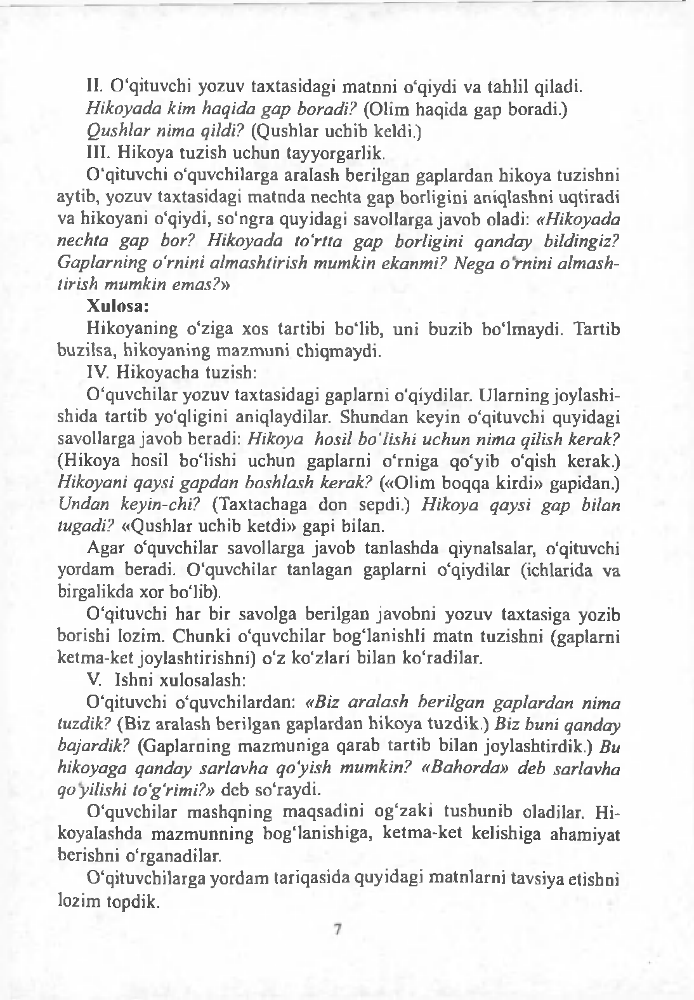 II. O‘qituvchi yozuv taxtasidagi matnni o‘qiydi va tahlil qiladi.
Hikoyada kim haqida gap boradi? (Olim haqida gap boradi.)
Qushlar nima qildi? (Qushlar uchib keldi.)
III. Hikoya tuzish uchun tayyorgarlik.
O‘qituvchi o‘quvchilarga aralash berilgan gaplardan hikoya tuzishni
aytib, yozuv taxtasidagi matnda nechta gap borligini aniqlashni uqtiradi
va hikoyani o‘qiydi, so‘ngra quyidagi savollarga javob oladi: «Hikoyada
nechta gap bor? Hikoyada to‘rtta gap borligini qanday bildingiz?
Gaplarning o‘rnini almashtirish mumkin ekanmi? Nega o‘rnini almash-
tirish mumkin emas?»
Xulosa:
Hikoyaning o‘ziga xos tartibi bo‘lib, uni buzib bo‘lmaydi. Tartib
buzilsa, hikoyaning mazmuni chiqmaydi.
IV. Hikoyacha tuzish:
O‘quvchilar yozuv taxtasidagi gaplarni o‘qiydilar. Ularning joylashi-
shida tartib yo‘qligini aniqlaydilar. Shundan keyin o‘qituvchi quyidagi
savollarga javob beradi: Hikoya hosil bo‘lishi uchun nima qilish kerak?
(Hikoya hosil bo‘lishi uchun gaplarni o‘rniga qo‘yib o‘qish kerak.)
Hikoyani qaysi gapdan boshlash kerak? («Olim boqqa kirdi» gapidan.)
Undan keyin-chi? (Taxtachaga don sepdi.) Hikoya qaysi gap bilan
tugadi? «Qushlar uchib ketdi» gapi bilan.
Agar o‘quvchilar savollarga javob tanlashda qiynalsalar, o‘qituvchi
yordam beradi. O‘quvchilar tanlagan gaplarni o‘qiydilar (ichlarida va
birgalikda xor bo‘lib).
O‘qituvchi har bir savolga berilgan javobni yozuv taxtasiga yozib
borishi lozim. Chunki o‘quvchilar bog‘lanishli matn tuzishni (gaplarni
ketma-ket joylashtirishni) o‘z ko‘zlari bilan ko‘radilar.
V. Ishni xulosalash:
O‘qituvchi o‘quvchilardan: «Biz aralash berilgan gaplardan nima
tuzdik? (Biz aralash berilgan gaplardan hikoya tuzdik.) Biz buni qanday
bajardik? (Gaplarning mazmuniga qarab tartib bilan joylashtirdik.) Bu
hikoyaga qanday sarlavha qo‘yish mumkin? «Bahorda» deb sarlavha
qo‘yilishi to‘g‘rimi?» deb so‘raydi.
O‘quvchilar mashqning maqsadini og‘zaki tushunib oladilar. Hi-
koyalashda mazmunning bog‘lanishiga, ketma-ket kelishiga ahamiyat
berishni o‘rganadilar.
O‘qituvchilarga yordam tariqasida quyidagi matnlarni tavsiya etishni
lozim topdik.
7